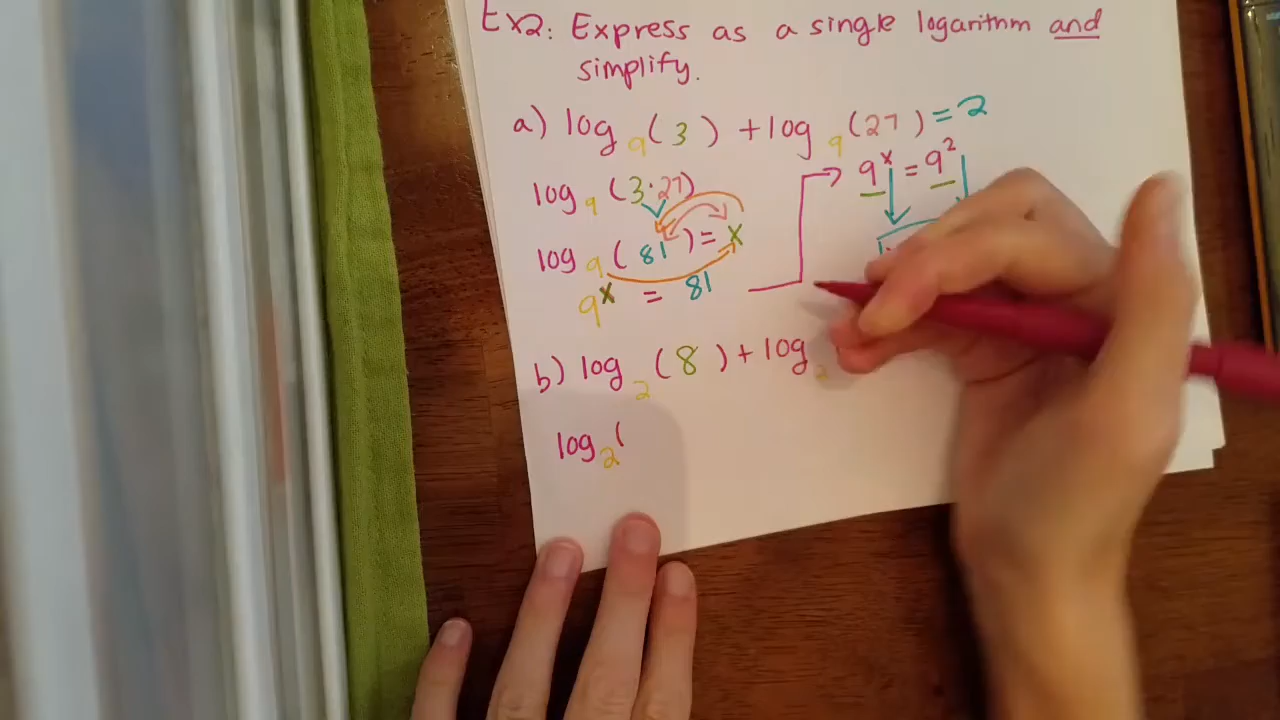 Ex2: Express as a single logarithm and
simplify.
a) log₉(3) + log₉(27) = 2
log₉(3·27)
log₉(81) = x
9ˣ = 81
9ˣ = 9²
b) log₂(8) + log₂
log₂(